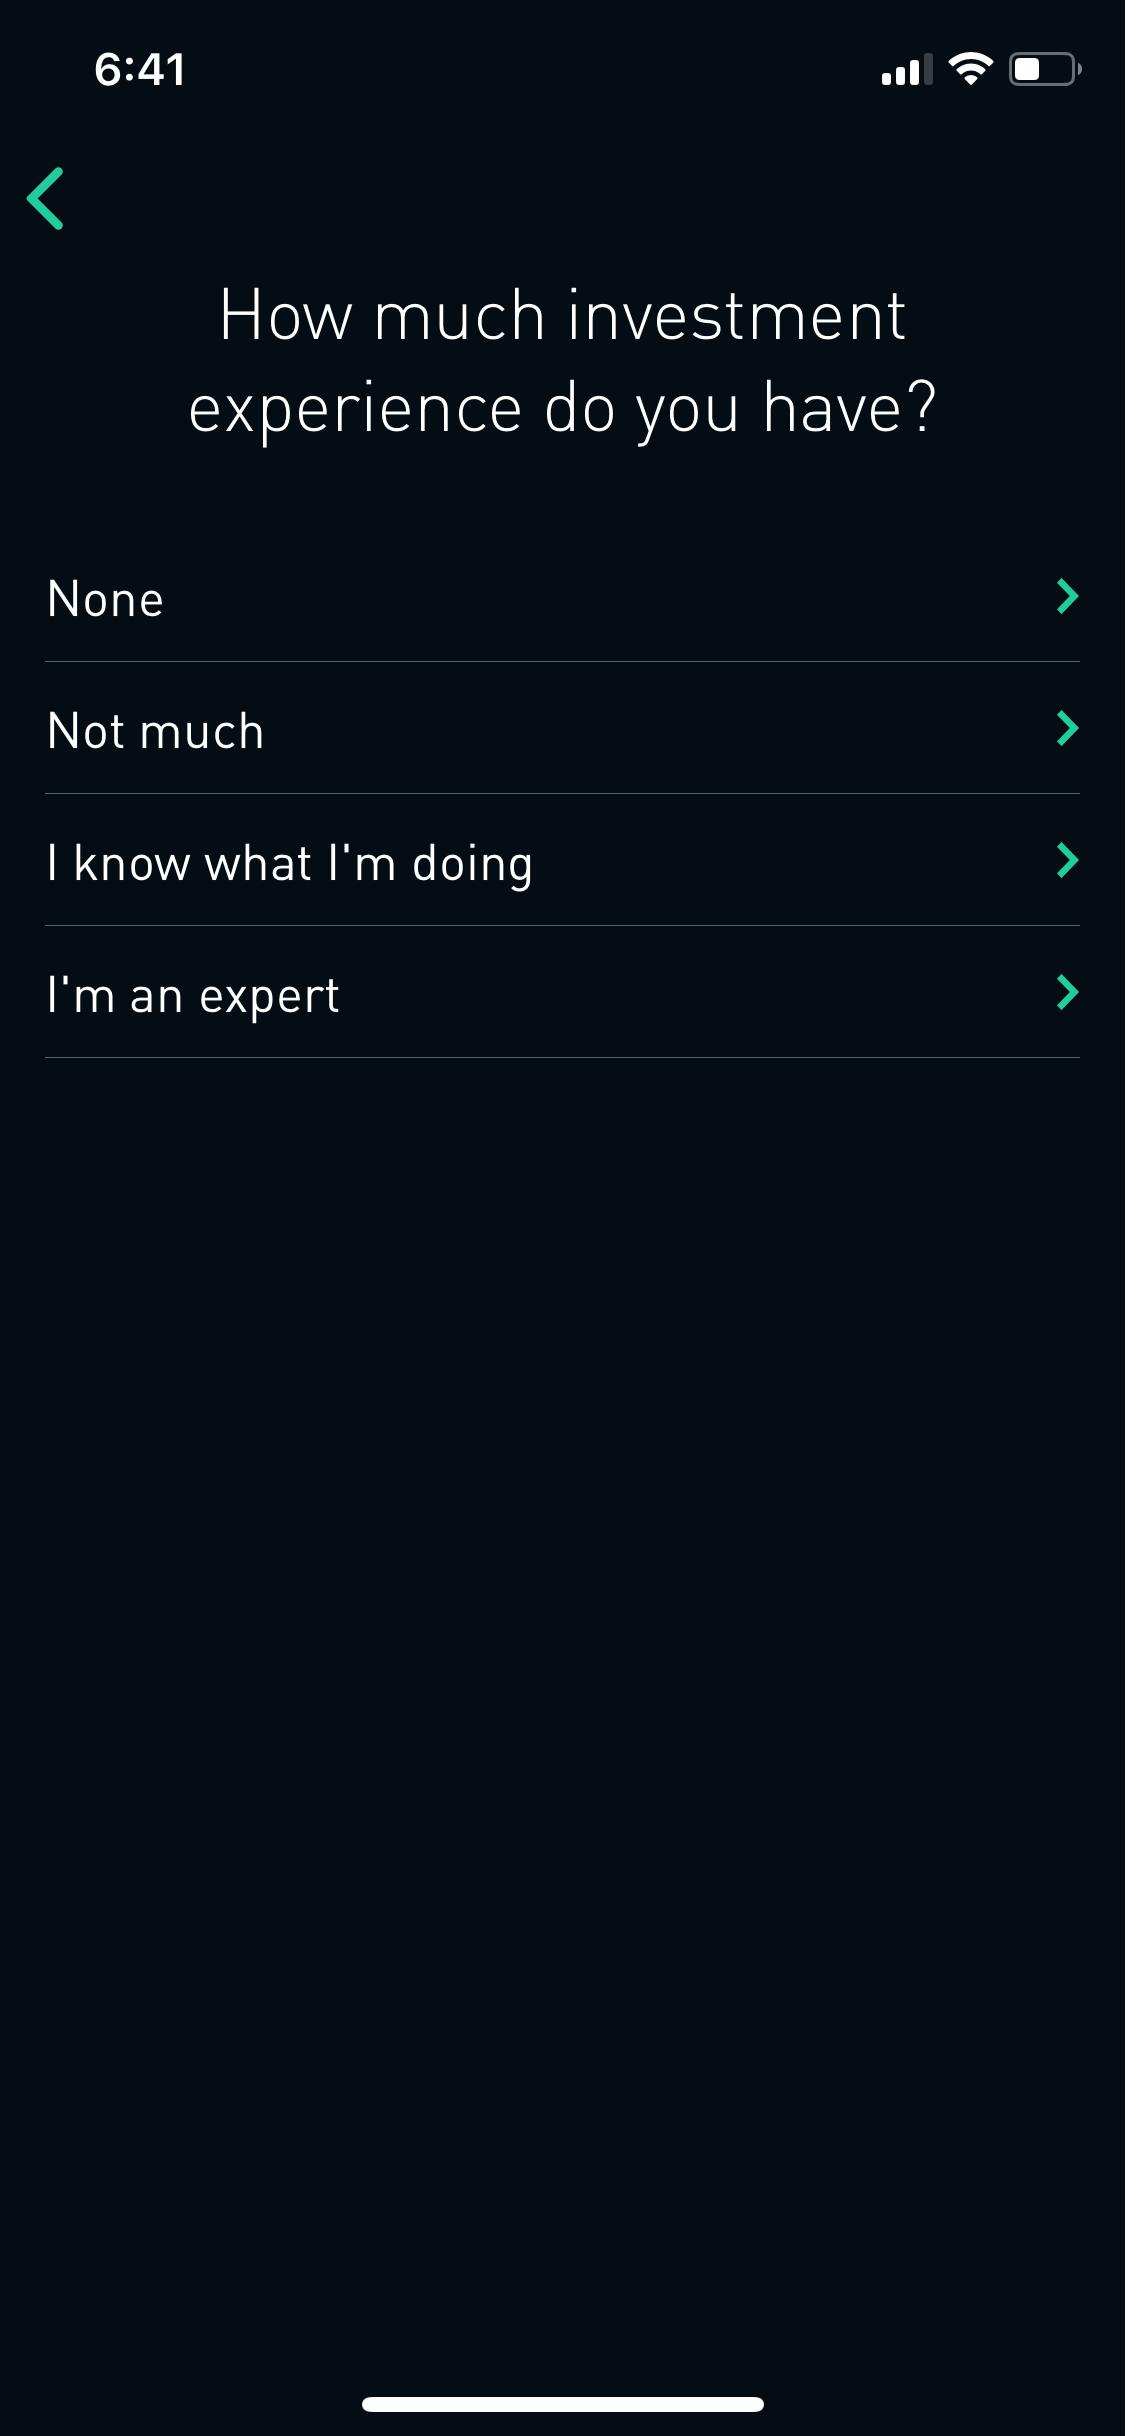 6:41
How much investment
experience do you have?
None
Not much
I know what I'm doing
I'm an expert